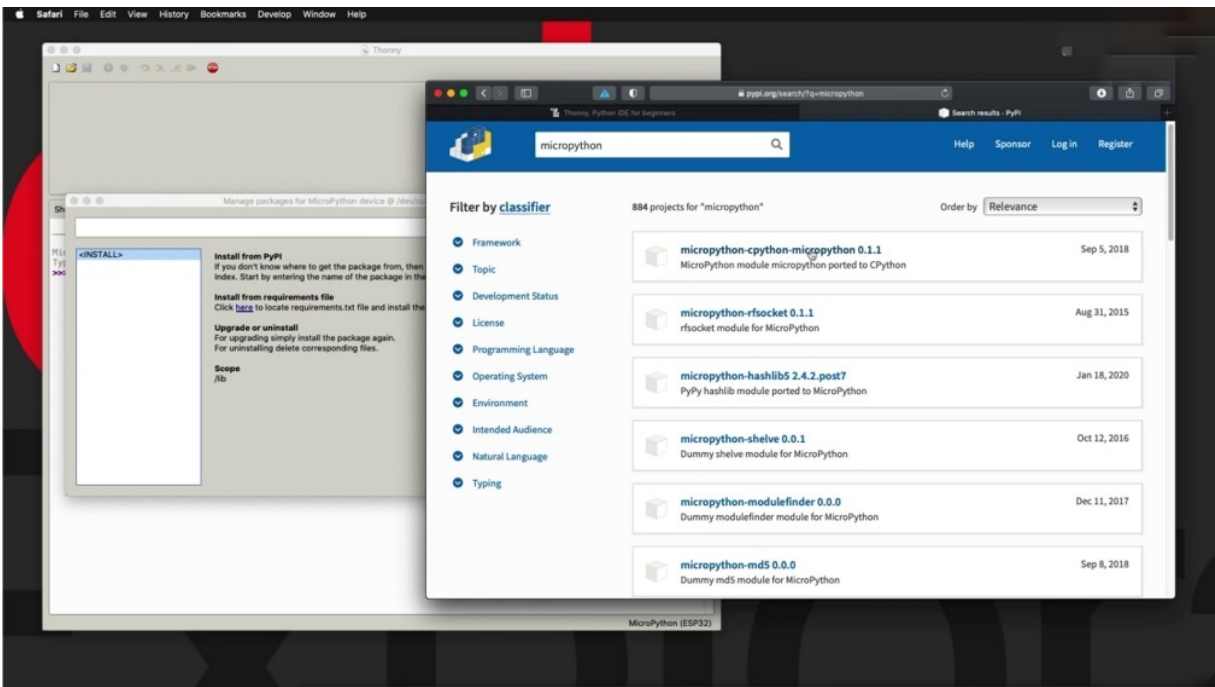 Safari File Edit View History Bookmarks Develop Window Help
Thonny
Manage packages for MicroPython device @ /dev/cu
<INSTALL>
Install from PyPI
If you don't know where to get the package from, then
Index. Start by entering the name of the package in the
Install from requirements file
Click here to locate requirements.txt file and install the
Upgrade or uninstall
For upgrading simply install the package again.
For uninstalling delete corresponding files.
Scope
/lib
Sh
Mi
Ty
>>>
MicroPython (ESP32)
pypi.org/search/?q=micropython
Thonny, Python IDE for beginners
Search results · PyPI
micropython
Help Sponsor Log in Register
Filter by classifier
Framework
Topic
Development Status
License
Programming Language
Operating System
Environment
Intended Audience
Natural Language
Typing
884 projects for "micropython"
Order by Relevance
micropython-cpython-micropython 0.1.1 Sep 5, 2018
MicroPython module micropython ported to CPython
micropython-rfsocket 0.1.1 Aug 31, 2015
rfsocket module for MicroPython
micropython-hashlib5 2.4.2.post7 Jan 18, 2020
PyPy hashlib module ported to MicroPython
micropython-shelve 0.0.1 Oct 12, 2016
Dummy shelve module for MicroPython
micropython-modulefinder 0.0.0 Dec 11, 2017
Dummy modulefinder module for MicroPython
micropython-md5 0.0.0 Sep 8, 2018
Dummy md5 module for MicroPython